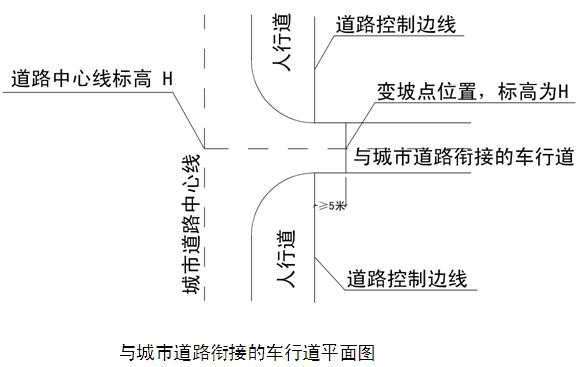 人行道
道路控制边线
道路中心线标高 H
变坡点位置，标高为H
与城市道路衔接的车行道
城市道路中心线
≥5米
人行道
道路控制边线
与城市道路衔接的车行道平面图